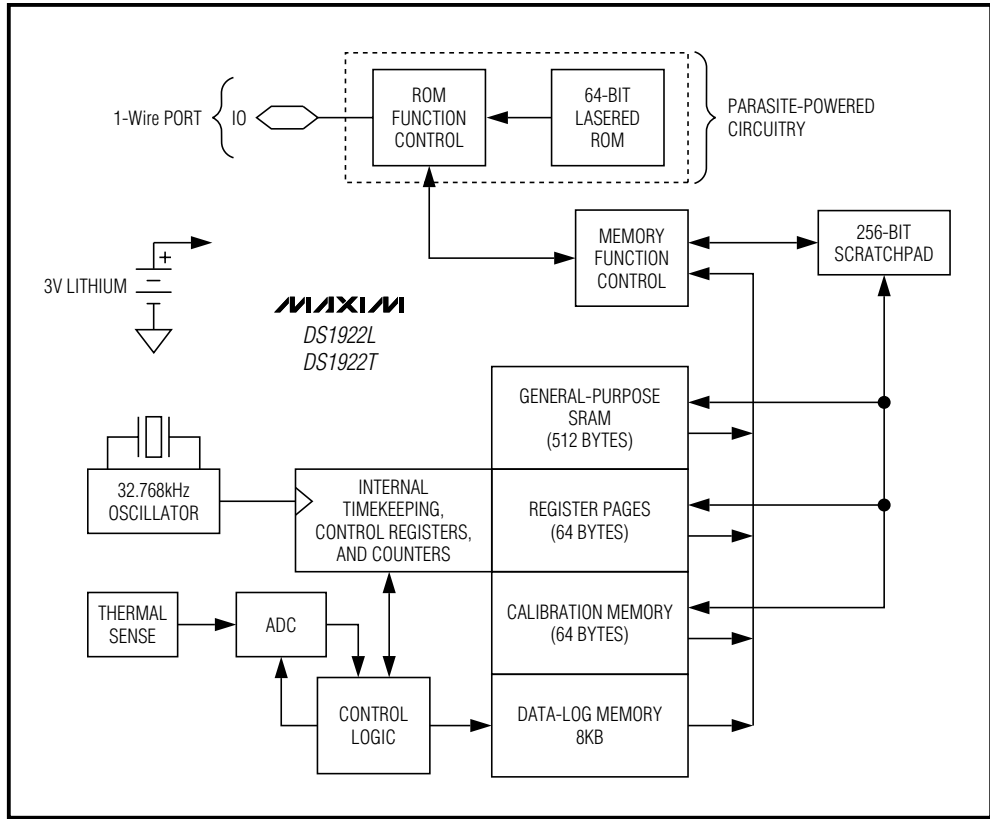 1-Wire PORT
IO
ROM
FUNCTION
CONTROL
64-BIT
LASERED
ROM
PARASITE-POWERED
CIRCUITRY
MEMORY
FUNCTION
CONTROL
256-BIT
SCRATCHPAD
+
3V LITHIUM
MAXIM
DS1922L
DS1922T
GENERAL-PURPOSE
SRAM
(512 BYTES)
32.768kHz
OSCILLATOR
INTERNAL
TIMEKEEPING,
CONTROL REGISTERS,
AND COUNTERS
REGISTER PAGES
(64 BYTES)
THERMAL
SENSE
ADC
CALIBRATION MEMORY
(64 BYTES)
CONTROL
LOGIC
DATA-LOG MEMORY
8KB